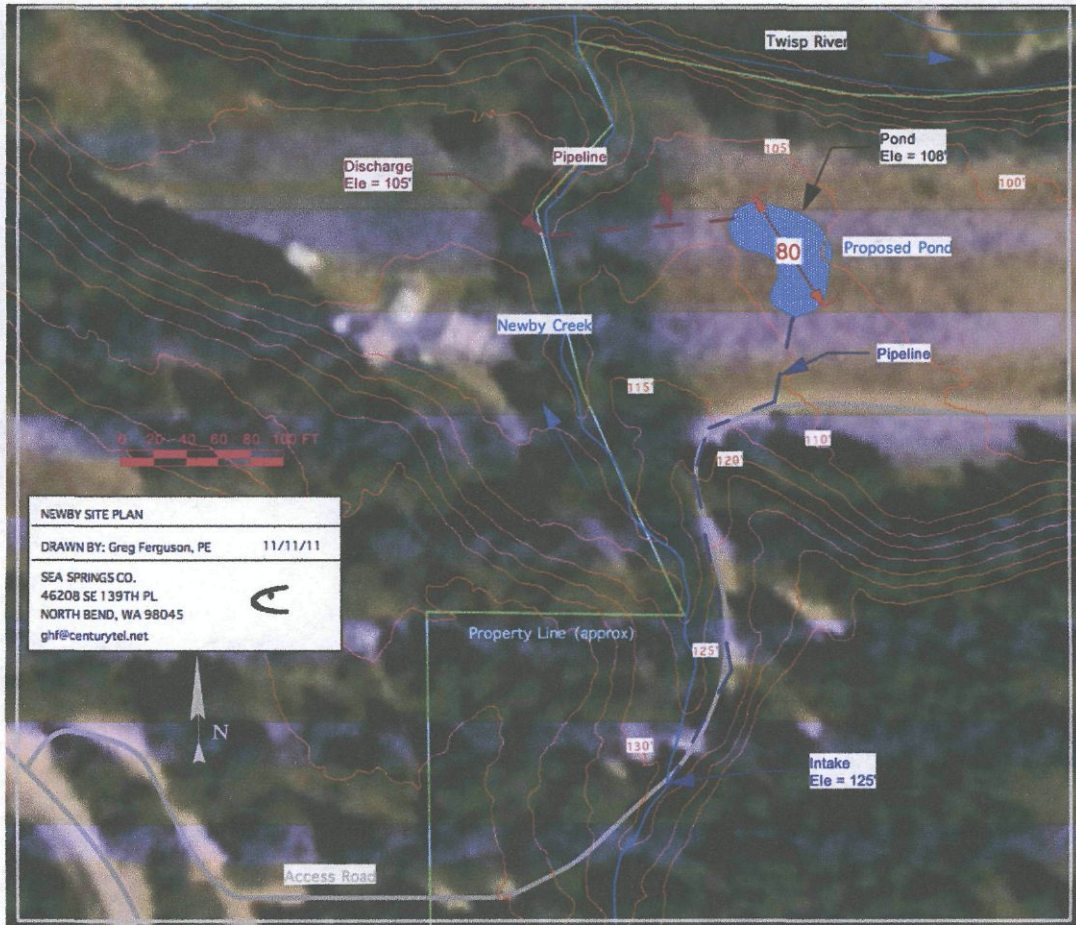 Twisp River
Pond
Ele = 108'
105'
Pipeline
Discharge
Ele = 105'
100'
80
Proposed Pond
Newby Creek
Pipeline
115'
110'
120'
0 20 40 60 80 100 FT
NEWBY SITE PLAN
DRAWN BY: Greg Ferguson, PE 11/11/11
SEA SPRINGS CO.
46208 SE 139TH PL
NORTH BEND, WA 98045
ghf@centurytel.net
Property Line (approx)
125'
N
130'
Intake
Ele = 125'
Access Road